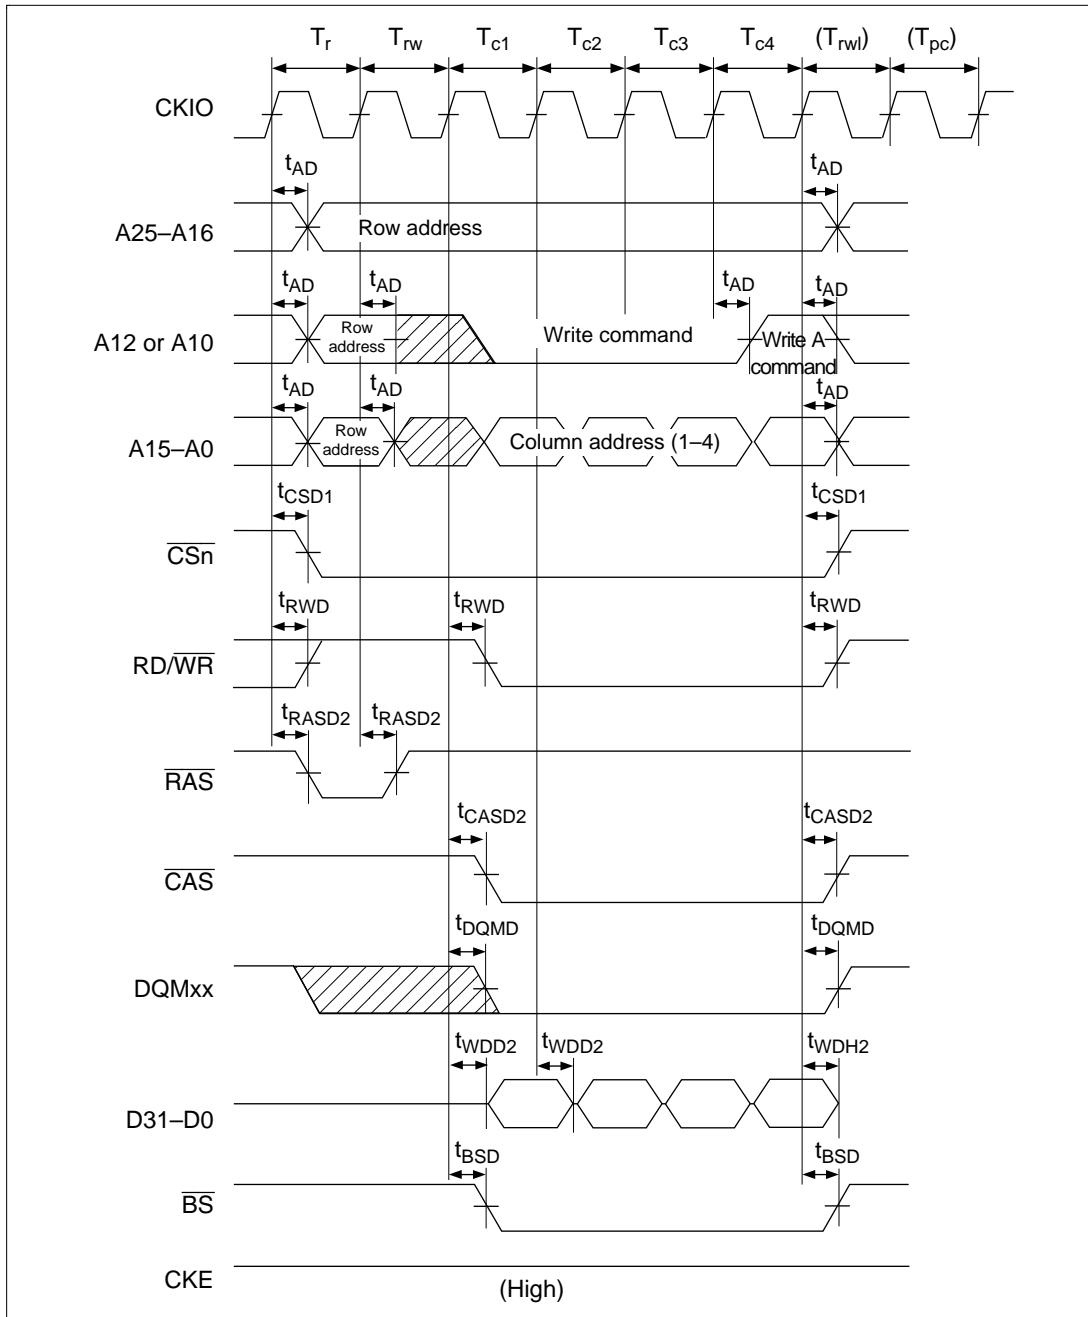 Tr Trw Tc1 Tc2 Tc3 Tc4 (Trwl) (Tpc)
CKIO
tAD tAD
A25–A16 Row address
tAD tAD tAD tAD
A12 or A10 Row address Write command Write A command
tAD tAD tAD
A15–A0 Row address Column address (1–4)
tCSD1 tCSD1
CSn
tRWD tRWD tRWD
RD/WR
tRASD2 tRASD2
RAS
tCASD2 tCASD2
CAS
tDQMD tDQMD
DQMxx
tWDD2 tWDD2 tWDH2
D31–D0
tBSD tBSD
BS
CKE
(High)